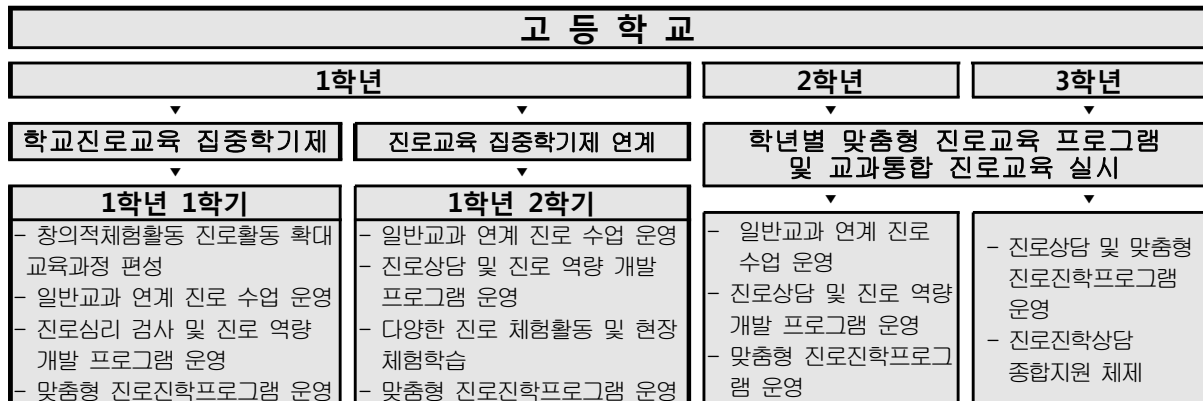 고 등 학 교
1학년
2학년
3학년
▼
▼
▼
▼
학교진로교육 집중학기제
진로교육 집중학기제 연계
학년별 맞춤형 진로교육 프로그램
및 교과통합 진로교육 실시
▼
▼
▼
▼
1학년 1학기
- 창의적체험활동 진로활동 확대
교육과정 편성
- 일반교과 연계 진로 수업 운영
- 진로심리 검사 및 진로 역량
개발 프로그램 운영
- 맞춤형 진로진학프로그램 운영
1학년 2학기
- 일반교과 연계 진로 수업 운영
- 진로상담 및 진로 역량 개발
프로그램 운영
- 다양한 진로 체험활동 및 현장
체험학습
- 맞춤형 진로진학프로그램 운영
- 일반교과 연계 진로
수업 운영
- 진로상담 및 진로 역량
개발 프로그램 운영
- 맞춤형 진로진학프로그
램 운영
- 진로상담 및 맞춤형
진로진학프로그램
운영
- 진로진학상담
종합지원 체제